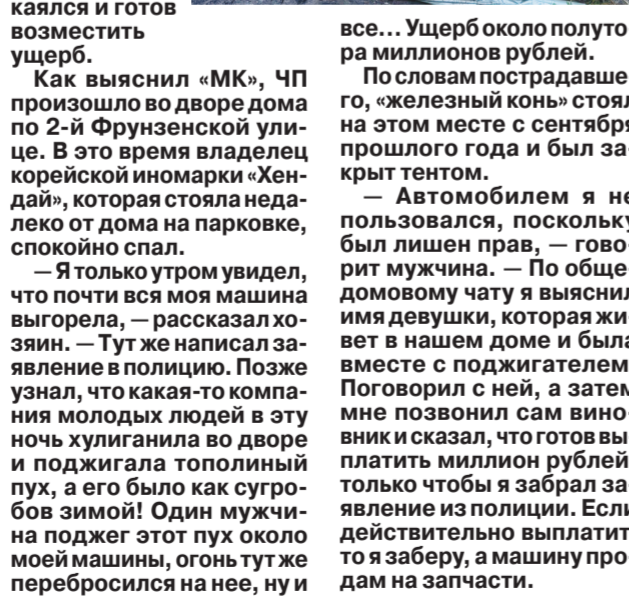 каялся и готов
возместить
ущерб.
Как выяснил «МК», ЧП
произошло во дворе дома
по 2-й Фрунзенской ули-
це. В это время владелец
корейской иномарки «Хен-
дай», которая стояла неда-
леко от дома на парковке,
спокойно спал.
— Я только утром увидел,
что почти вся моя машина
выгорела, — рассказал хо-
зяин. — Тут же написал за-
явление в полицию. Позже
узнал, что какая-то компа-
ния молодых людей в эту
ночь хулиганила во дворе
и поджигала тополиный
пух, а его было как сугро-
бов зимой! Один мужчи-
на поджег этот пух около
моей машины, огонь тут же
перебросился на нее, ну и
все... Ущерб около полуто
ра миллионов рублей.
По словам пострадавше-
го, «железный конь» стоял
на этом месте с сентября
прошлого года и был за-
крыт тентом.
— Автомобилем я не
пользовался, поскольку
был лишен прав, — гово-
рит мужчина. — По обще-
домовому чату я выяснил
имя девушки, которая жи-
вет в нашем доме и была
вместе с поджигателем.
Поговорил с ней, а затем
мне позвонил сам вино-
вник и сказал, что готов вы-
платить миллион рублей,
только чтобы я забрал за-
явление из полиции. Если
действительно выплатит,
то я заберу, а машину про-
дам на запчасти.